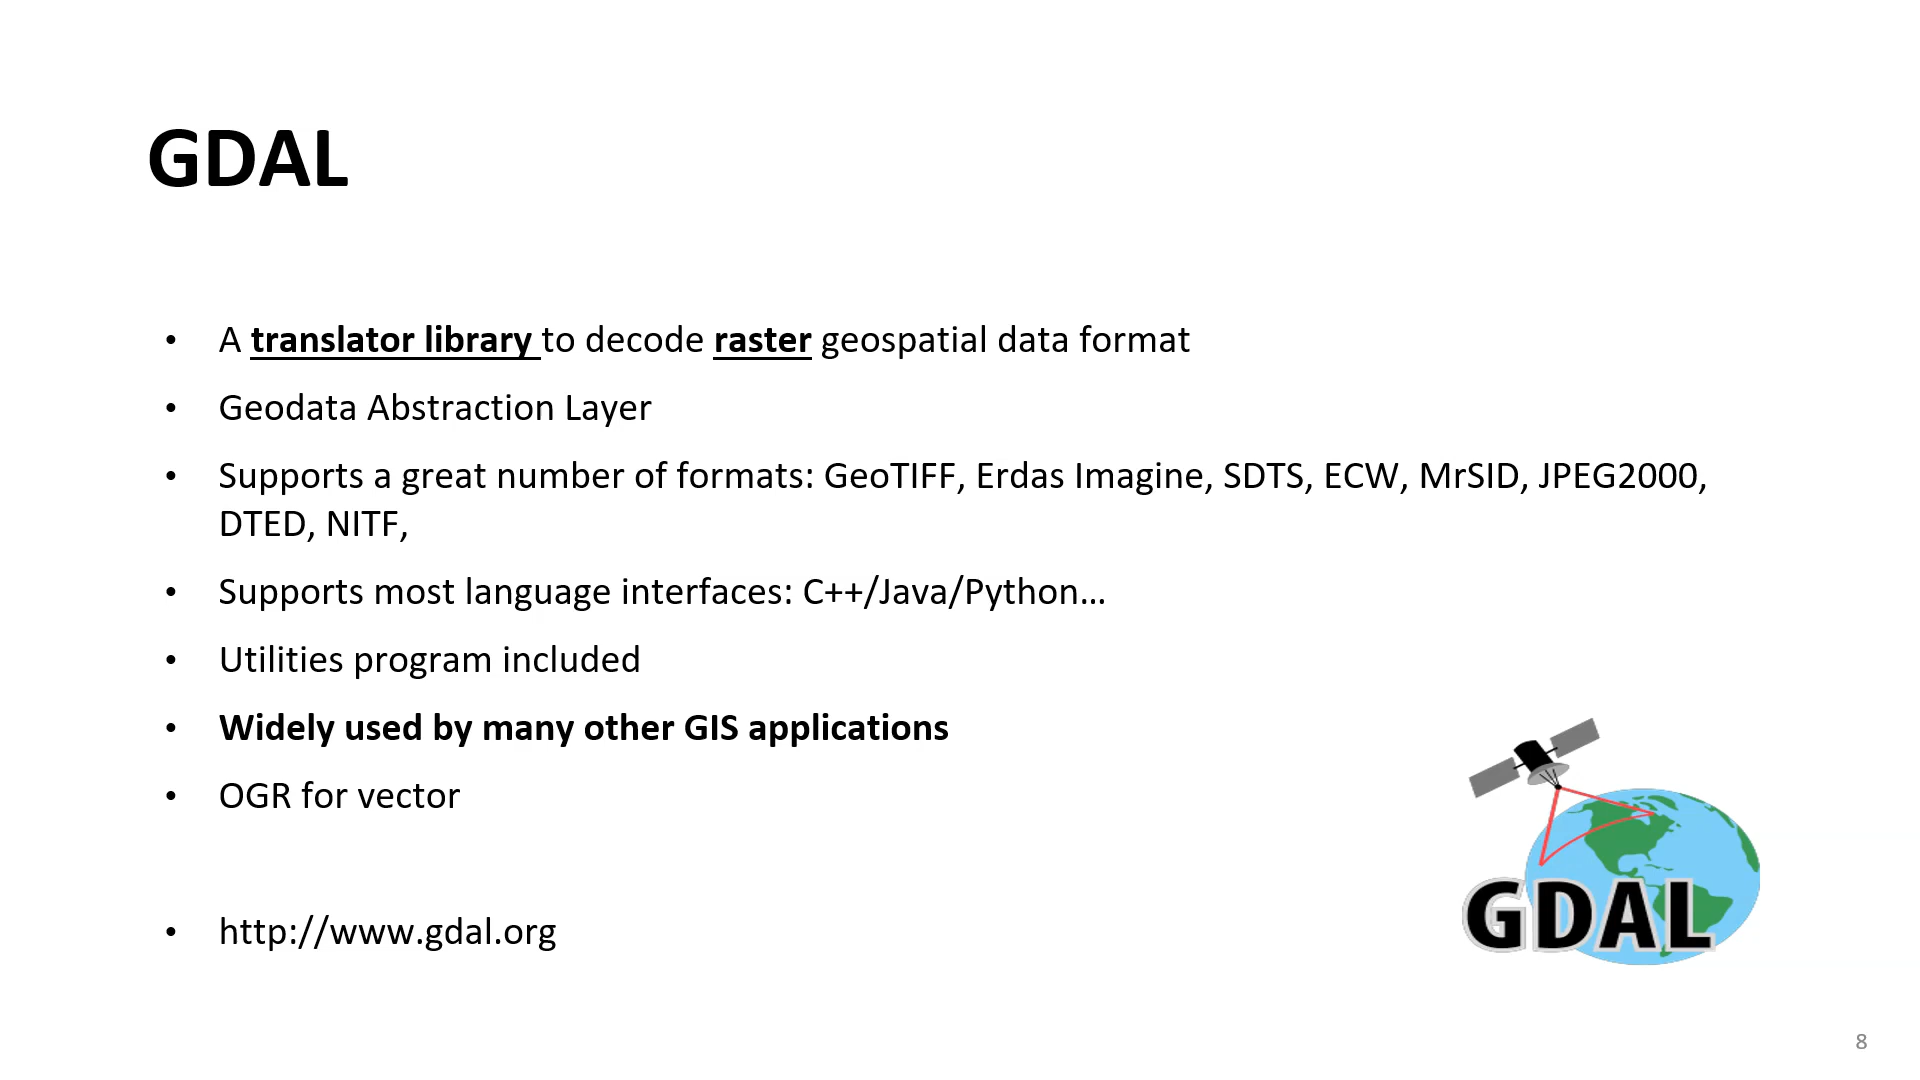 GDAL
• A translator library to decode raster geospatial data format
• Geodata Abstraction Layer
• Supports a great number of formats: GeoTIFF, Erdas Imagine, SDTS, ECW, MrSID, JPEG2000,
DTED, NITF,
• Supports most language interfaces: C++/Java/Python…
• Utilities program included
• Widely used by many other GIS applications
• OGR for vector
• http://www.gdal.org
GDAL
8